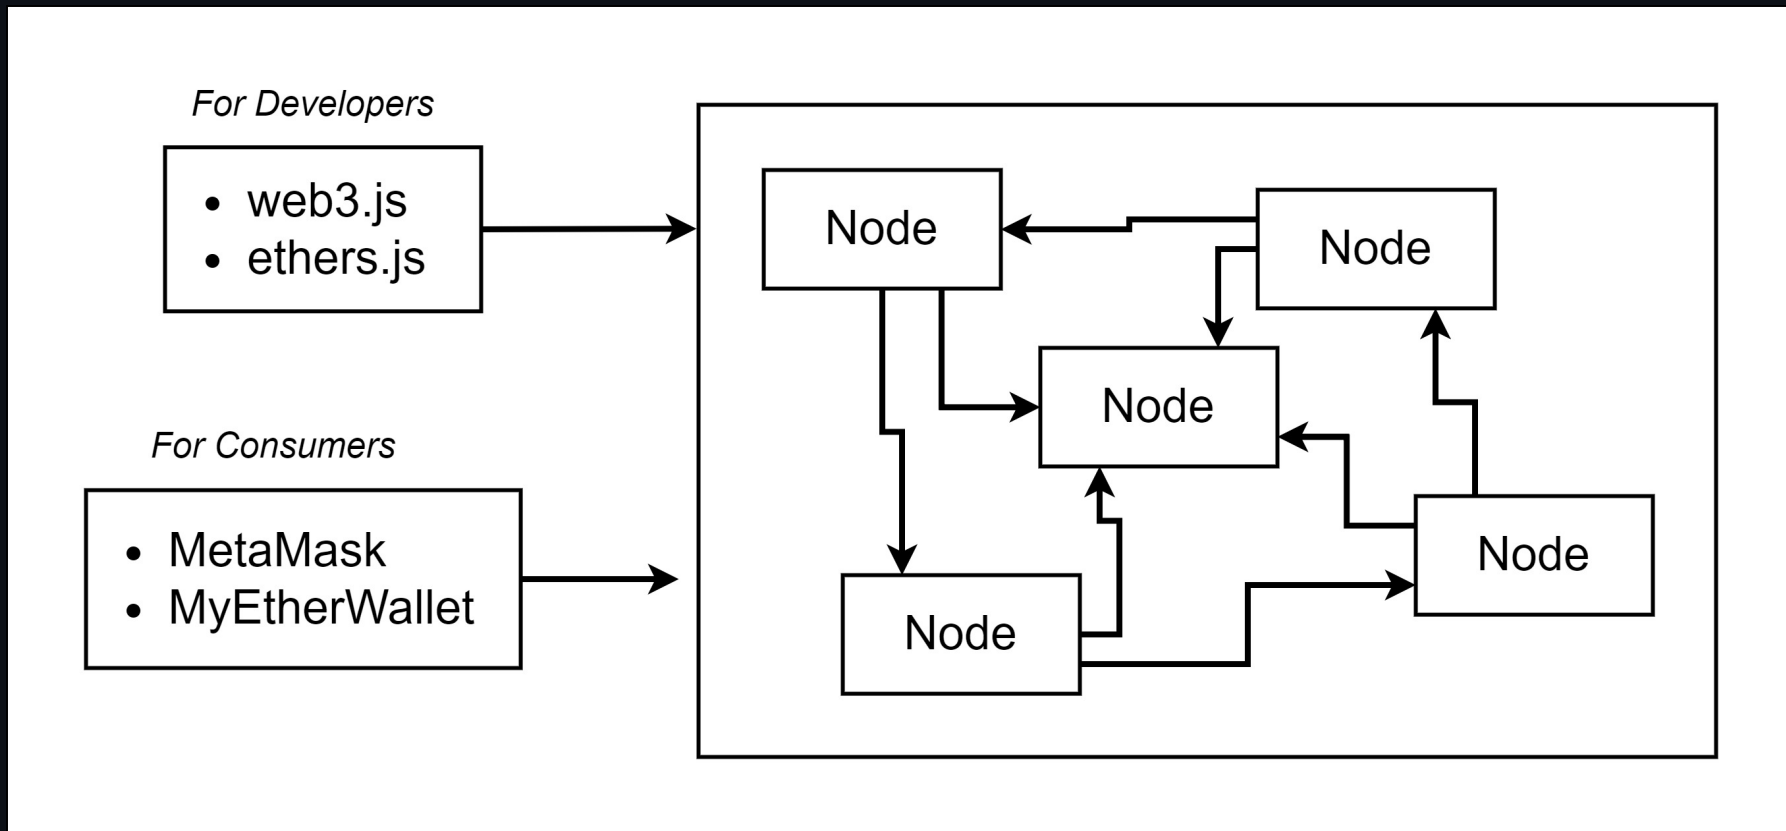 For Developers
• web3.js
• ethers.js
For Consumers
• MetaMask
• MyEtherWallet
Node
Node
Node
Node
Node